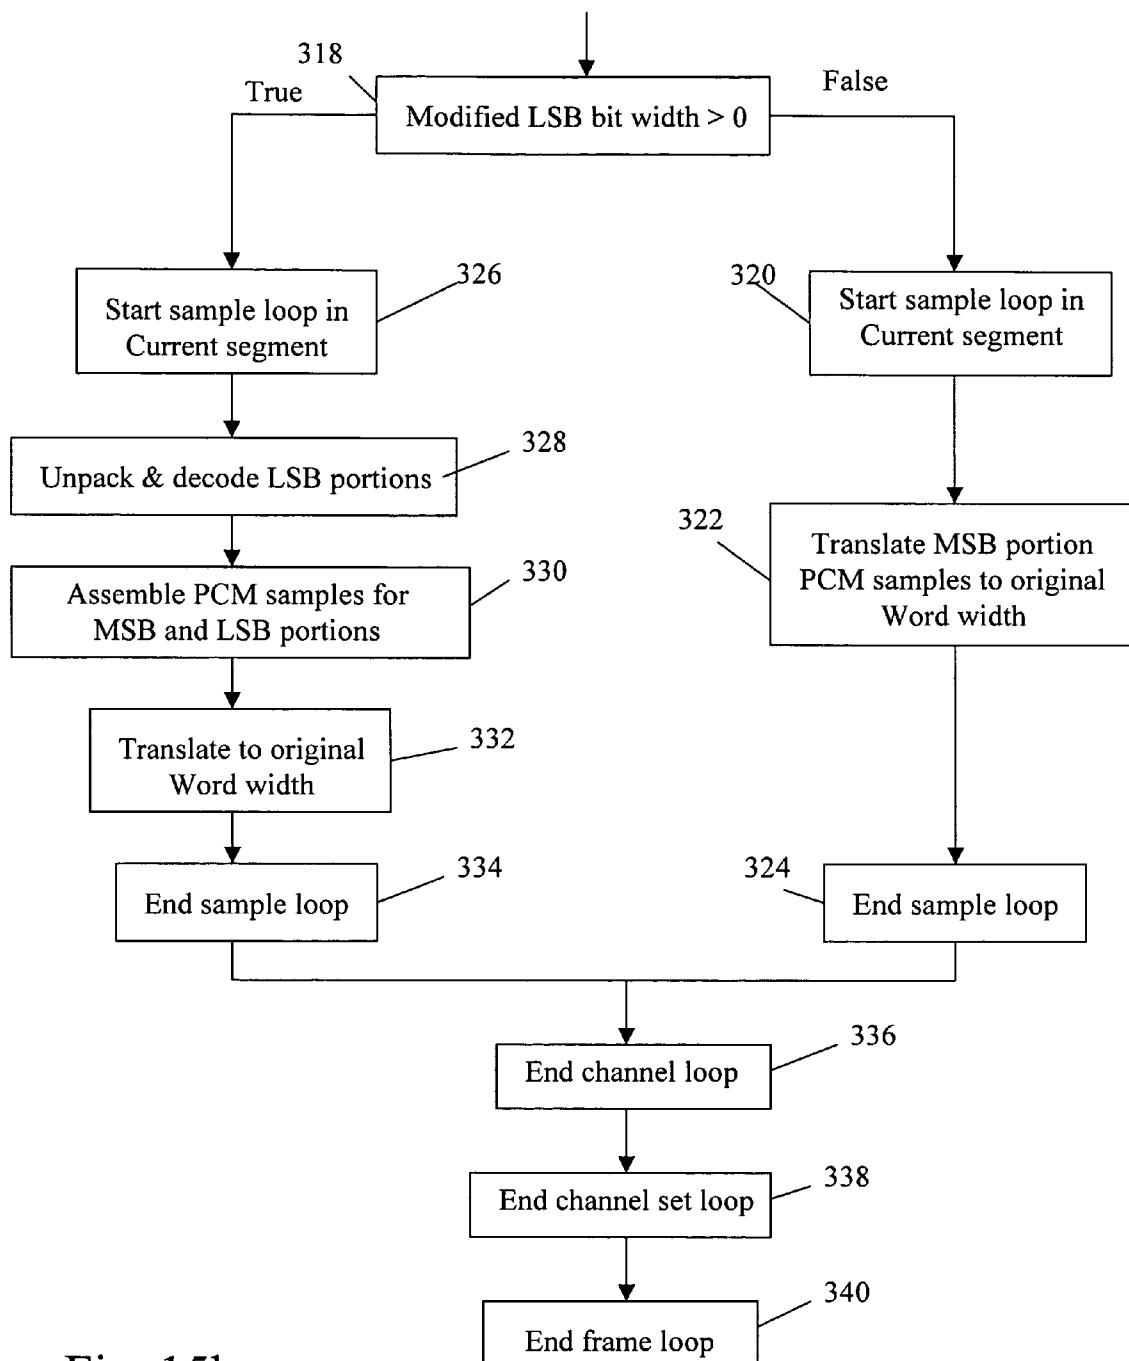 318
True
False
Modified LSB bit width > 0
326
320
Start sample loop in
Current segment
Start sample loop in
Current segment
328
Unpack & decode LSB portions
322
Translate MSB portion
PCM samples to original
Word width
330
Assemble PCM samples for
MSB and LSB portions
332
Translate to original
Word width
334
324
End sample loop
End sample loop
336
End channel loop
338
End channel set loop
340
End frame loop